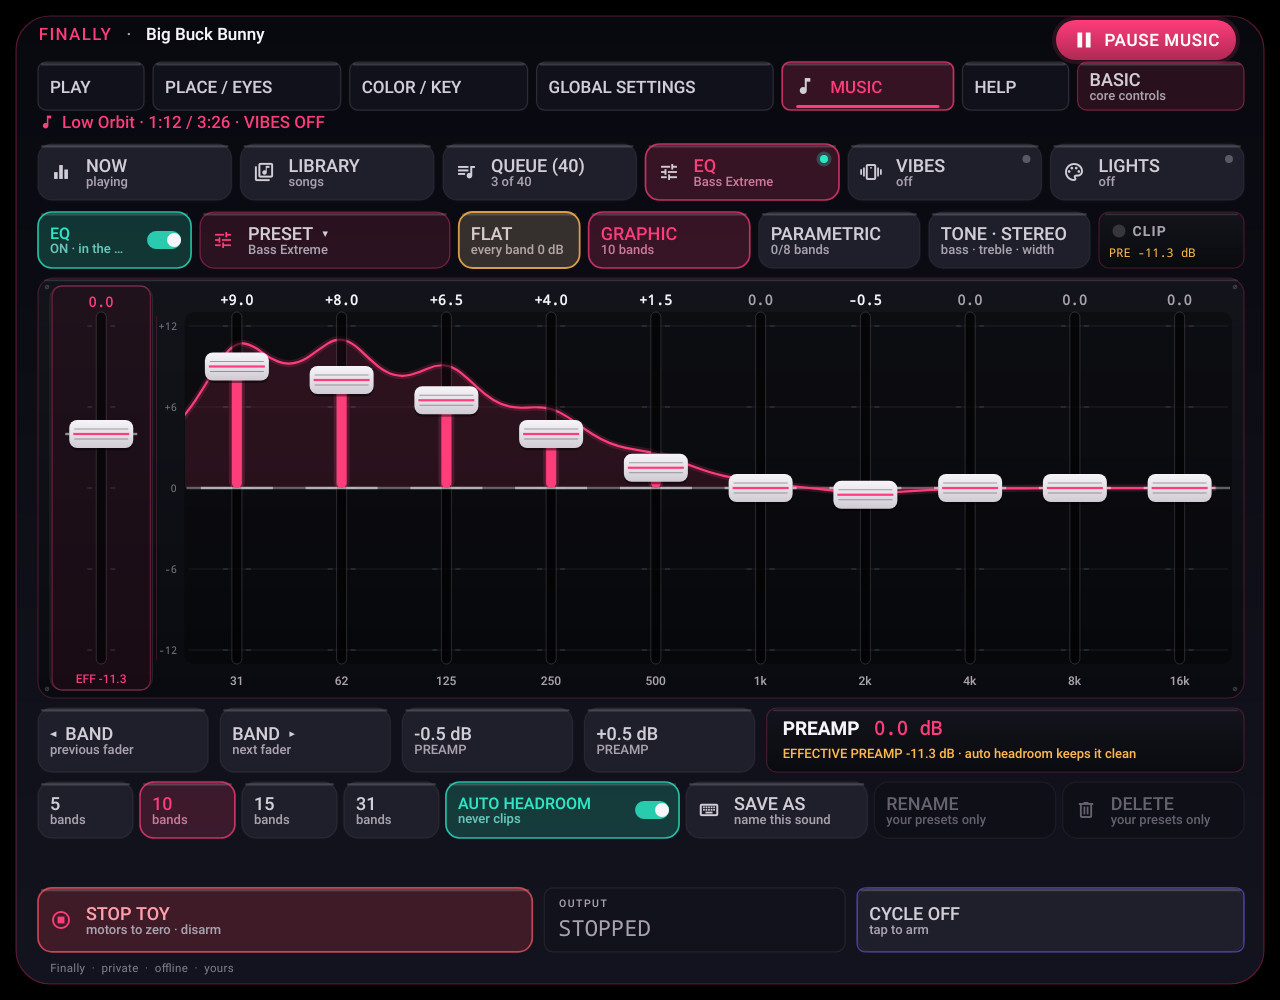 FINALLY · Big Buck Bunny
PAUSE MUSIC
PLAY
PLACE / EYES
COLOR / KEY
GLOBAL SETTINGS
MUSIC
HELP
BASIC
core controls
Low Orbit · 1:12 / 3:26 · VIBES OFF
NOW
playing
LIBRARY
songs
QUEUE (40)
3 of 40
EQ
Bass Extreme
VIBES
off
LIGHTS
off
EQ
ON · in the ...
PRESET ▾
Bass Extreme
FLAT
every band 0 dB
GRAPHIC
10 bands
PARAMETRIC
0/8 bands
TONE · STEREO
bass · treble · width
CLIP
PRE -11.3 dB
0.0 +9.0 +8.0 +6.5 +4.0 +1.5 0.0 -0.5 0.0 0.0 0.0
+12
+6
0
-6
-12
EFF -11.3 31 62 125 250 500 1k 2k 4k 8k 16k
◂ BAND
previous fader
BAND ▸
next fader
-0.5 dB
PREAMP
+0.5 dB
PREAMP
PREAMP 0.0 dB
EFFECTIVE PREAMP -11.3 dB · auto headroom keeps it clean
5
bands
10
bands
15
bands
31
bands
AUTO HEADROOM
never clips
SAVE AS
name this sound
RENAME
your presets only
DELETE
your presets only
STOP TOY
motors to zero · disarm
OUTPUT
STOPPED
CYCLE OFF
tap to arm
Finally · private · offline · yours